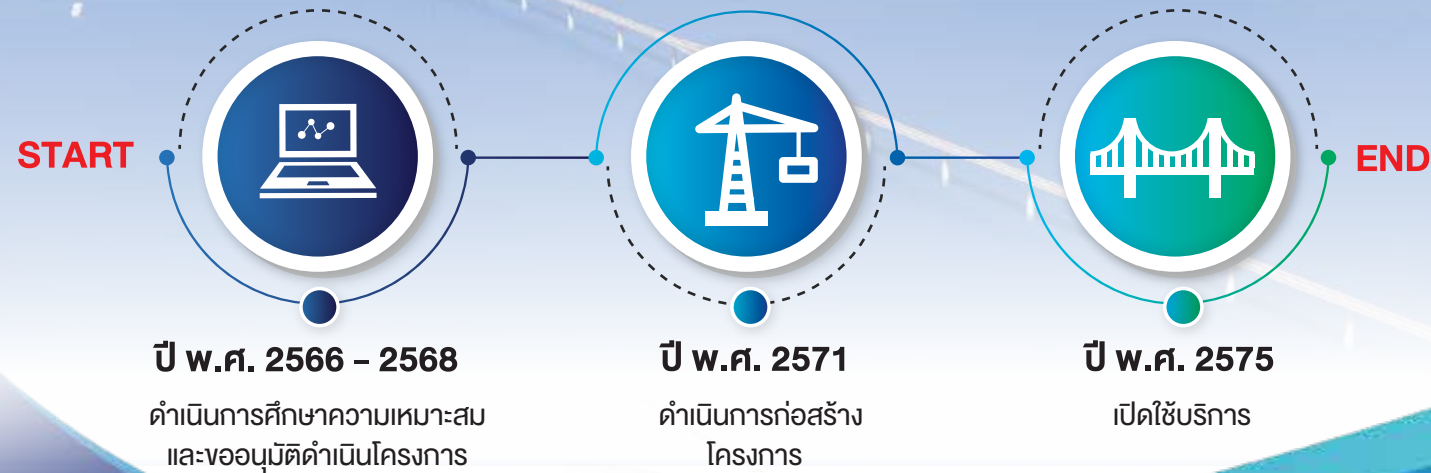 START
END
ปี พ.ศ. 2566 – 2568
ดำเนินการศึกษาความเหมาะสม
และขออนุมัติดำเนินโครงการ
ปี พ.ศ. 2571
ดำเนินการก่อสร้าง
โครงการ
ปี พ.ศ. 2575
เปิดใช้บริการ